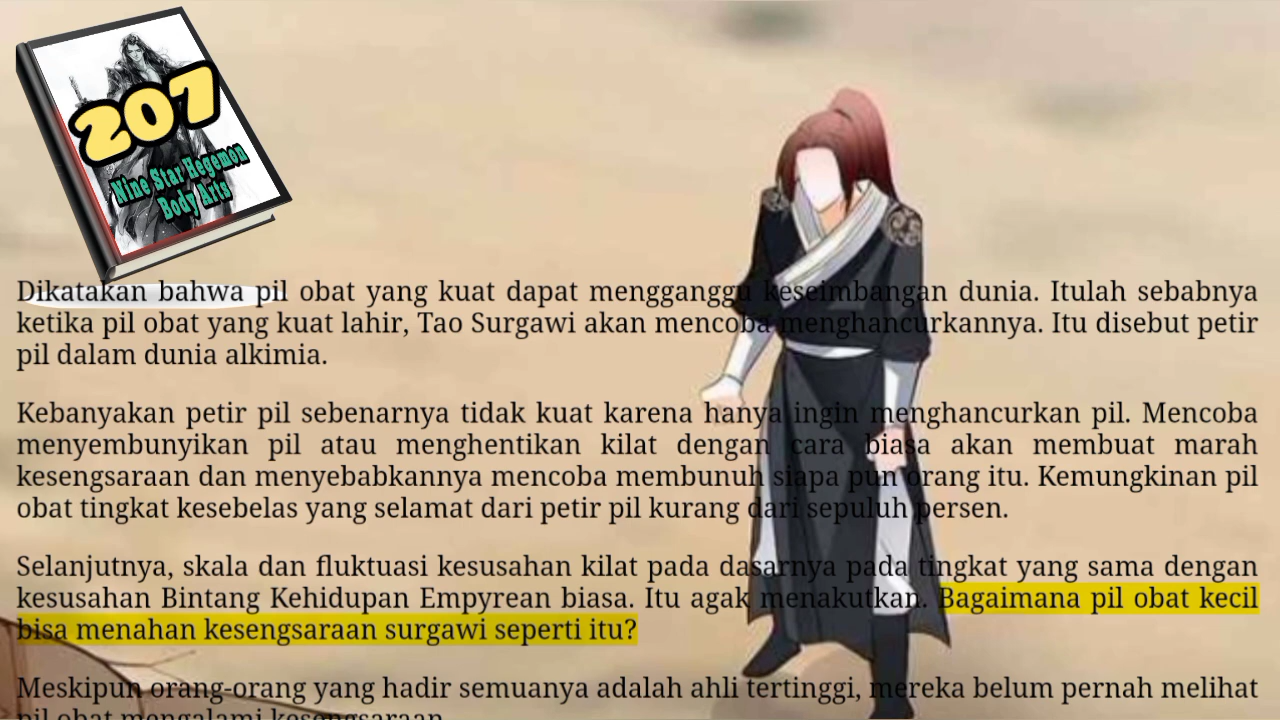 207
Nine Star Hegemon
Body Arts
Dikatakan bahwa pil obat yang kuat dapat mengganggu keseimbangan dunia. Itulah sebabnya
ketika pil obat yang kuat lahir, Tao Surgawi akan mencoba menghancurkannya. Itu disebut petir
pil dalam dunia alkimia.
Kebanyakan petir pil sebenarnya tidak kuat karena hanya ingin menghancurkan pil. Mencoba
menyembunyikan pil atau menghentikan kilat dengan cara biasa akan membuat marah
kesengsaraan dan menyebabkannya mencoba membunuh siapa pun orang itu. Kemungkinan pil
obat tingkat kesebelas yang selamat dari petir pil kurang dari sepuluh persen.
Selanjutnya, skala dan fluktuasi kesusahan kilat pada dasarnya pada tingkat yang sama dengan
kesusahan Bintang Kehidupan Empyrean biasa. Itu agak menakutkan. Bagaimana pil obat kecil
bisa menahan kesengsaraan surgawi seperti itu?
Meskipun orang-orang yang hadir semuanya adalah ahli tertinggi, mereka belum pernah melihat
pil obat mengalami kesengsaraan.